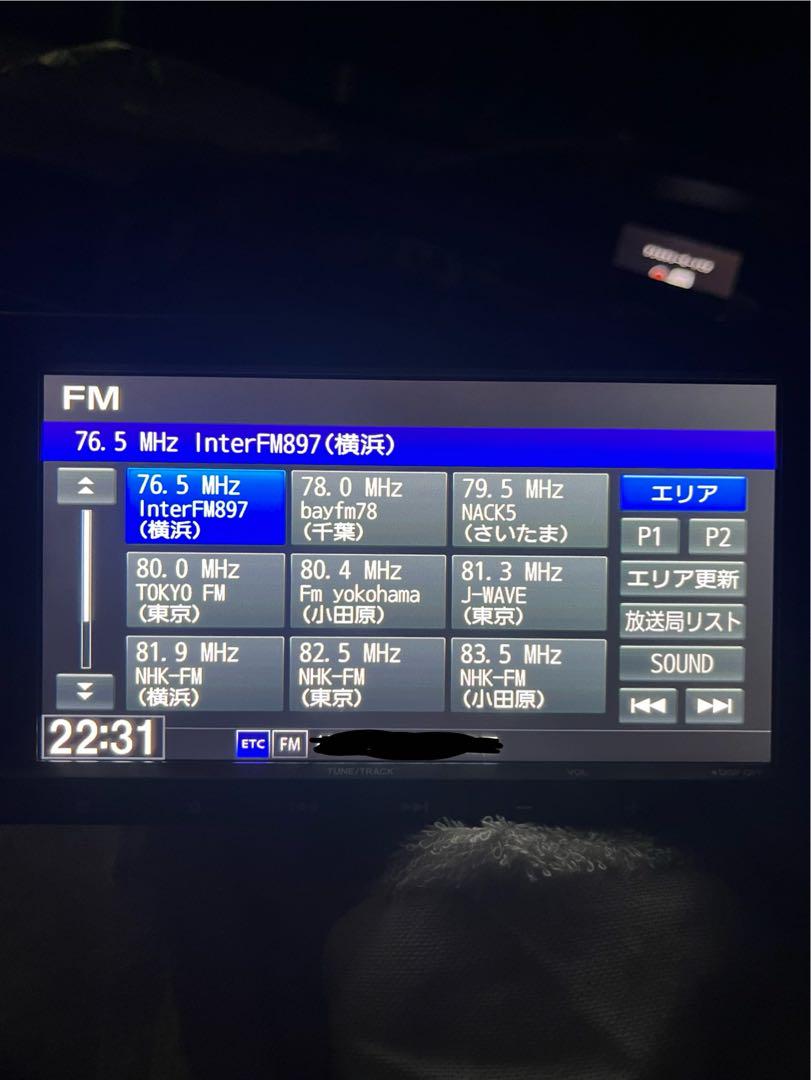 FM
76.5 MHz InterFM897(横浜)
76.5 MHz
InterFM897
(横浜)
78.0 MHz
bayfm78
(千葉)
79.5 MHz
NACK5
(さいたま)
エリア
P1 P2
80.0 MHz
TOKYO FM
(東京)
80.4 MHz
Fm yokohama
(小田原)
81.3 MHz
J-WAVE
(東京)
エリア更新
放送局リスト
81.9 MHz
NHK-FM
(横浜)
82.5 MHz
NHK-FM
(東京)
83.5 MHz
NHK-FM
(小田原)
SOUND
22:31
ETC FM
TUNE/TRACK
VOL